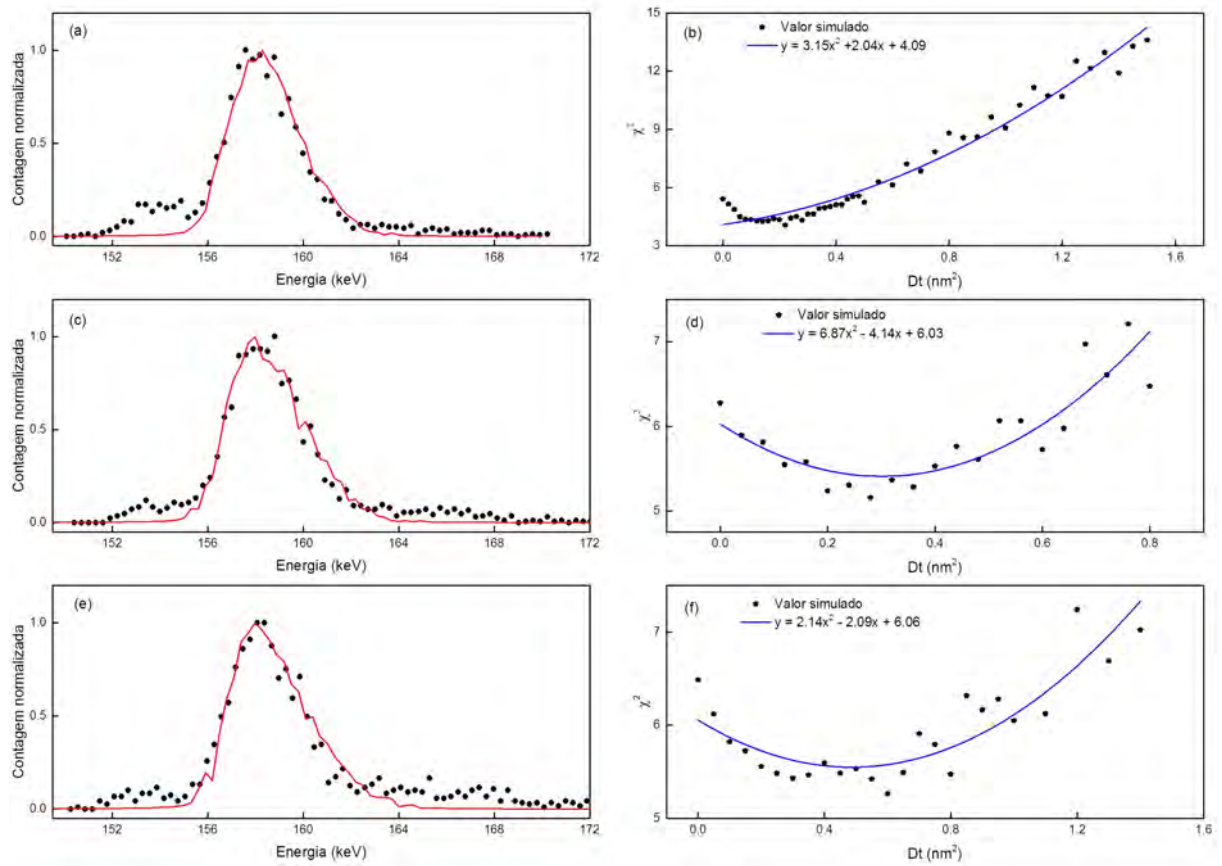 (a)
1.0
0.5
0.0
Contagem normalizada
152 156 160 164 168 172
Energia (keV)
(b)
Valor simulado
y = 3.15x² +2.04x + 4.09
15
12
9
6
3
χ²
0.0 0.4 0.8 1.2 1.6
Dt (nm²)
(c)
1.0
0.5
0.0
Contagem normalizada
152 156 160 164 168 172
Energia (keV)
(d)
Valor simulado
y = 6.87x² - 4.14x + 6.03
7
6
5
χ²
0.0 0.2 0.4 0.6 0.8
Dt (nm²)
(e)
1.0
0.5
0.0
Contagem normalizada
152 156 160 164 168 172
Energia (keV)
(f)
Valor simulado
y = 2.14x² - 2.09x + 6.06
7
6
5
χ²
0.0 0.4 0.8 1.2 1.6
Dt (nm²)